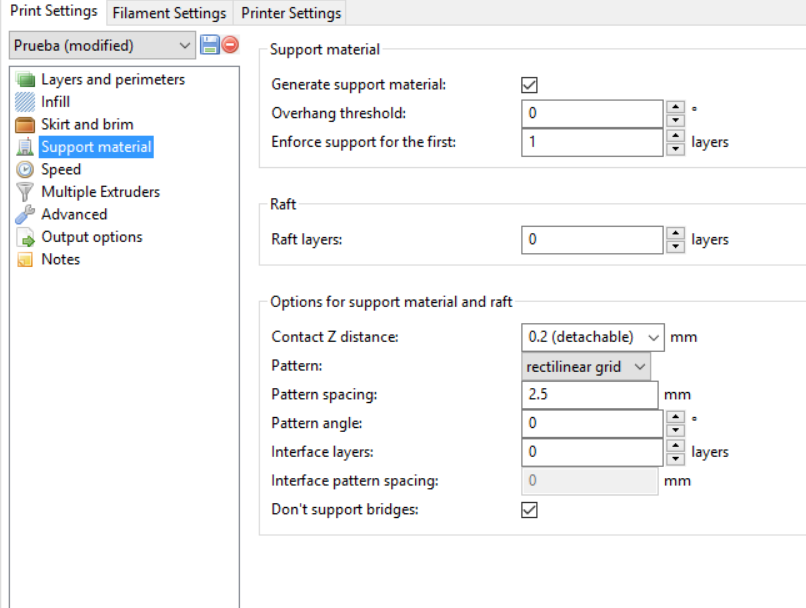 Print Settings Filament Settings Printer Settings
Prueba (modified)
Layers and perimeters
Infill
Skirt and brim
Support material
Speed
Multiple Extruders
Advanced
Output options
Notes
Support material
Generate support material:
Overhang threshold: 0 °
Enforce support for the first: 1 layers
Raft
Raft layers: 0 layers
Options for support material and raft
Contact Z distance: 0.2 (detachable) mm
Pattern: rectilinear grid
Pattern spacing: 2.5 mm
Pattern angle: 0 °
Interface layers: 0 layers
Interface pattern spacing: 0 mm
Don't support bridges: